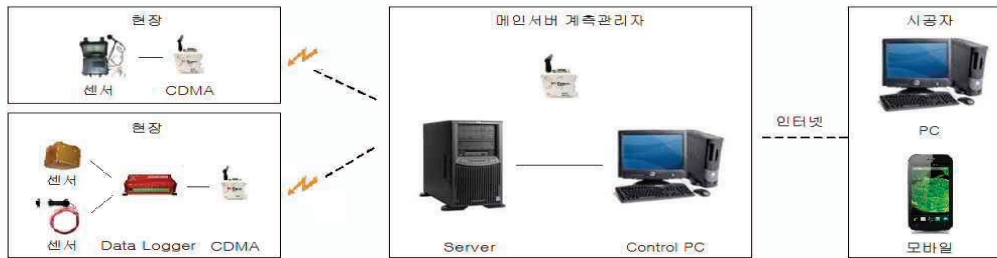 현장
센서
CDMA
현장
센서
센서
Data Logger
CDMA
메인서버 계측관리자
Server
Control PC
인터넷
시공자
PC
모바일